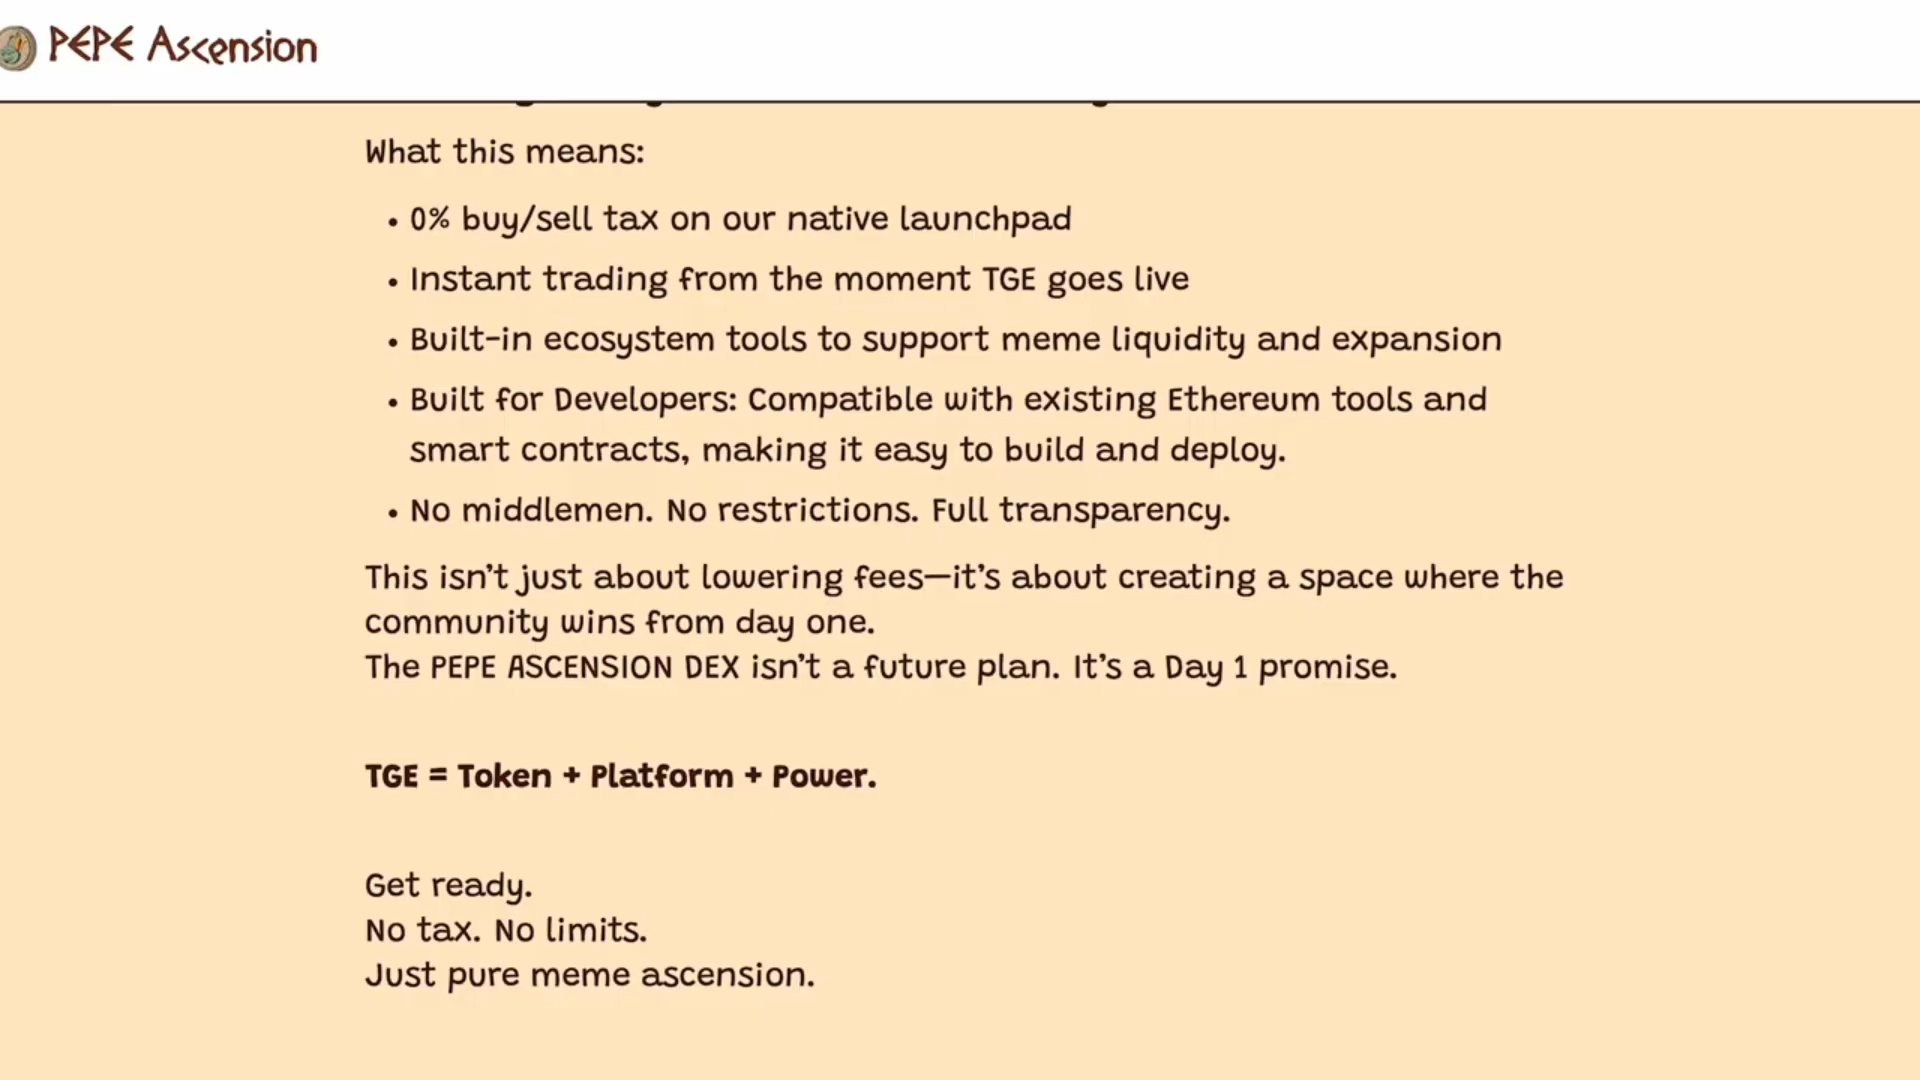 PEPE Ascension
What this means:
• 0% buy/sell tax on our native launchpad
• Instant trading from the moment TGE goes live
• Built-in ecosystem tools to support meme liquidity and expansion
• Built for Developers: Compatible with existing Ethereum tools and
smart contracts, making it easy to build and deploy.
• No middlemen. No restrictions. Full transparency.
This isn’t just about lowering fees—it’s about creating a space where the
community wins from day one.
The PEPE ASCENSION DEX isn’t a future plan. It’s a Day 1 promise.
TGE = Token + Platform + Power.
Get ready.
No tax. No limits.
Just pure meme ascension.